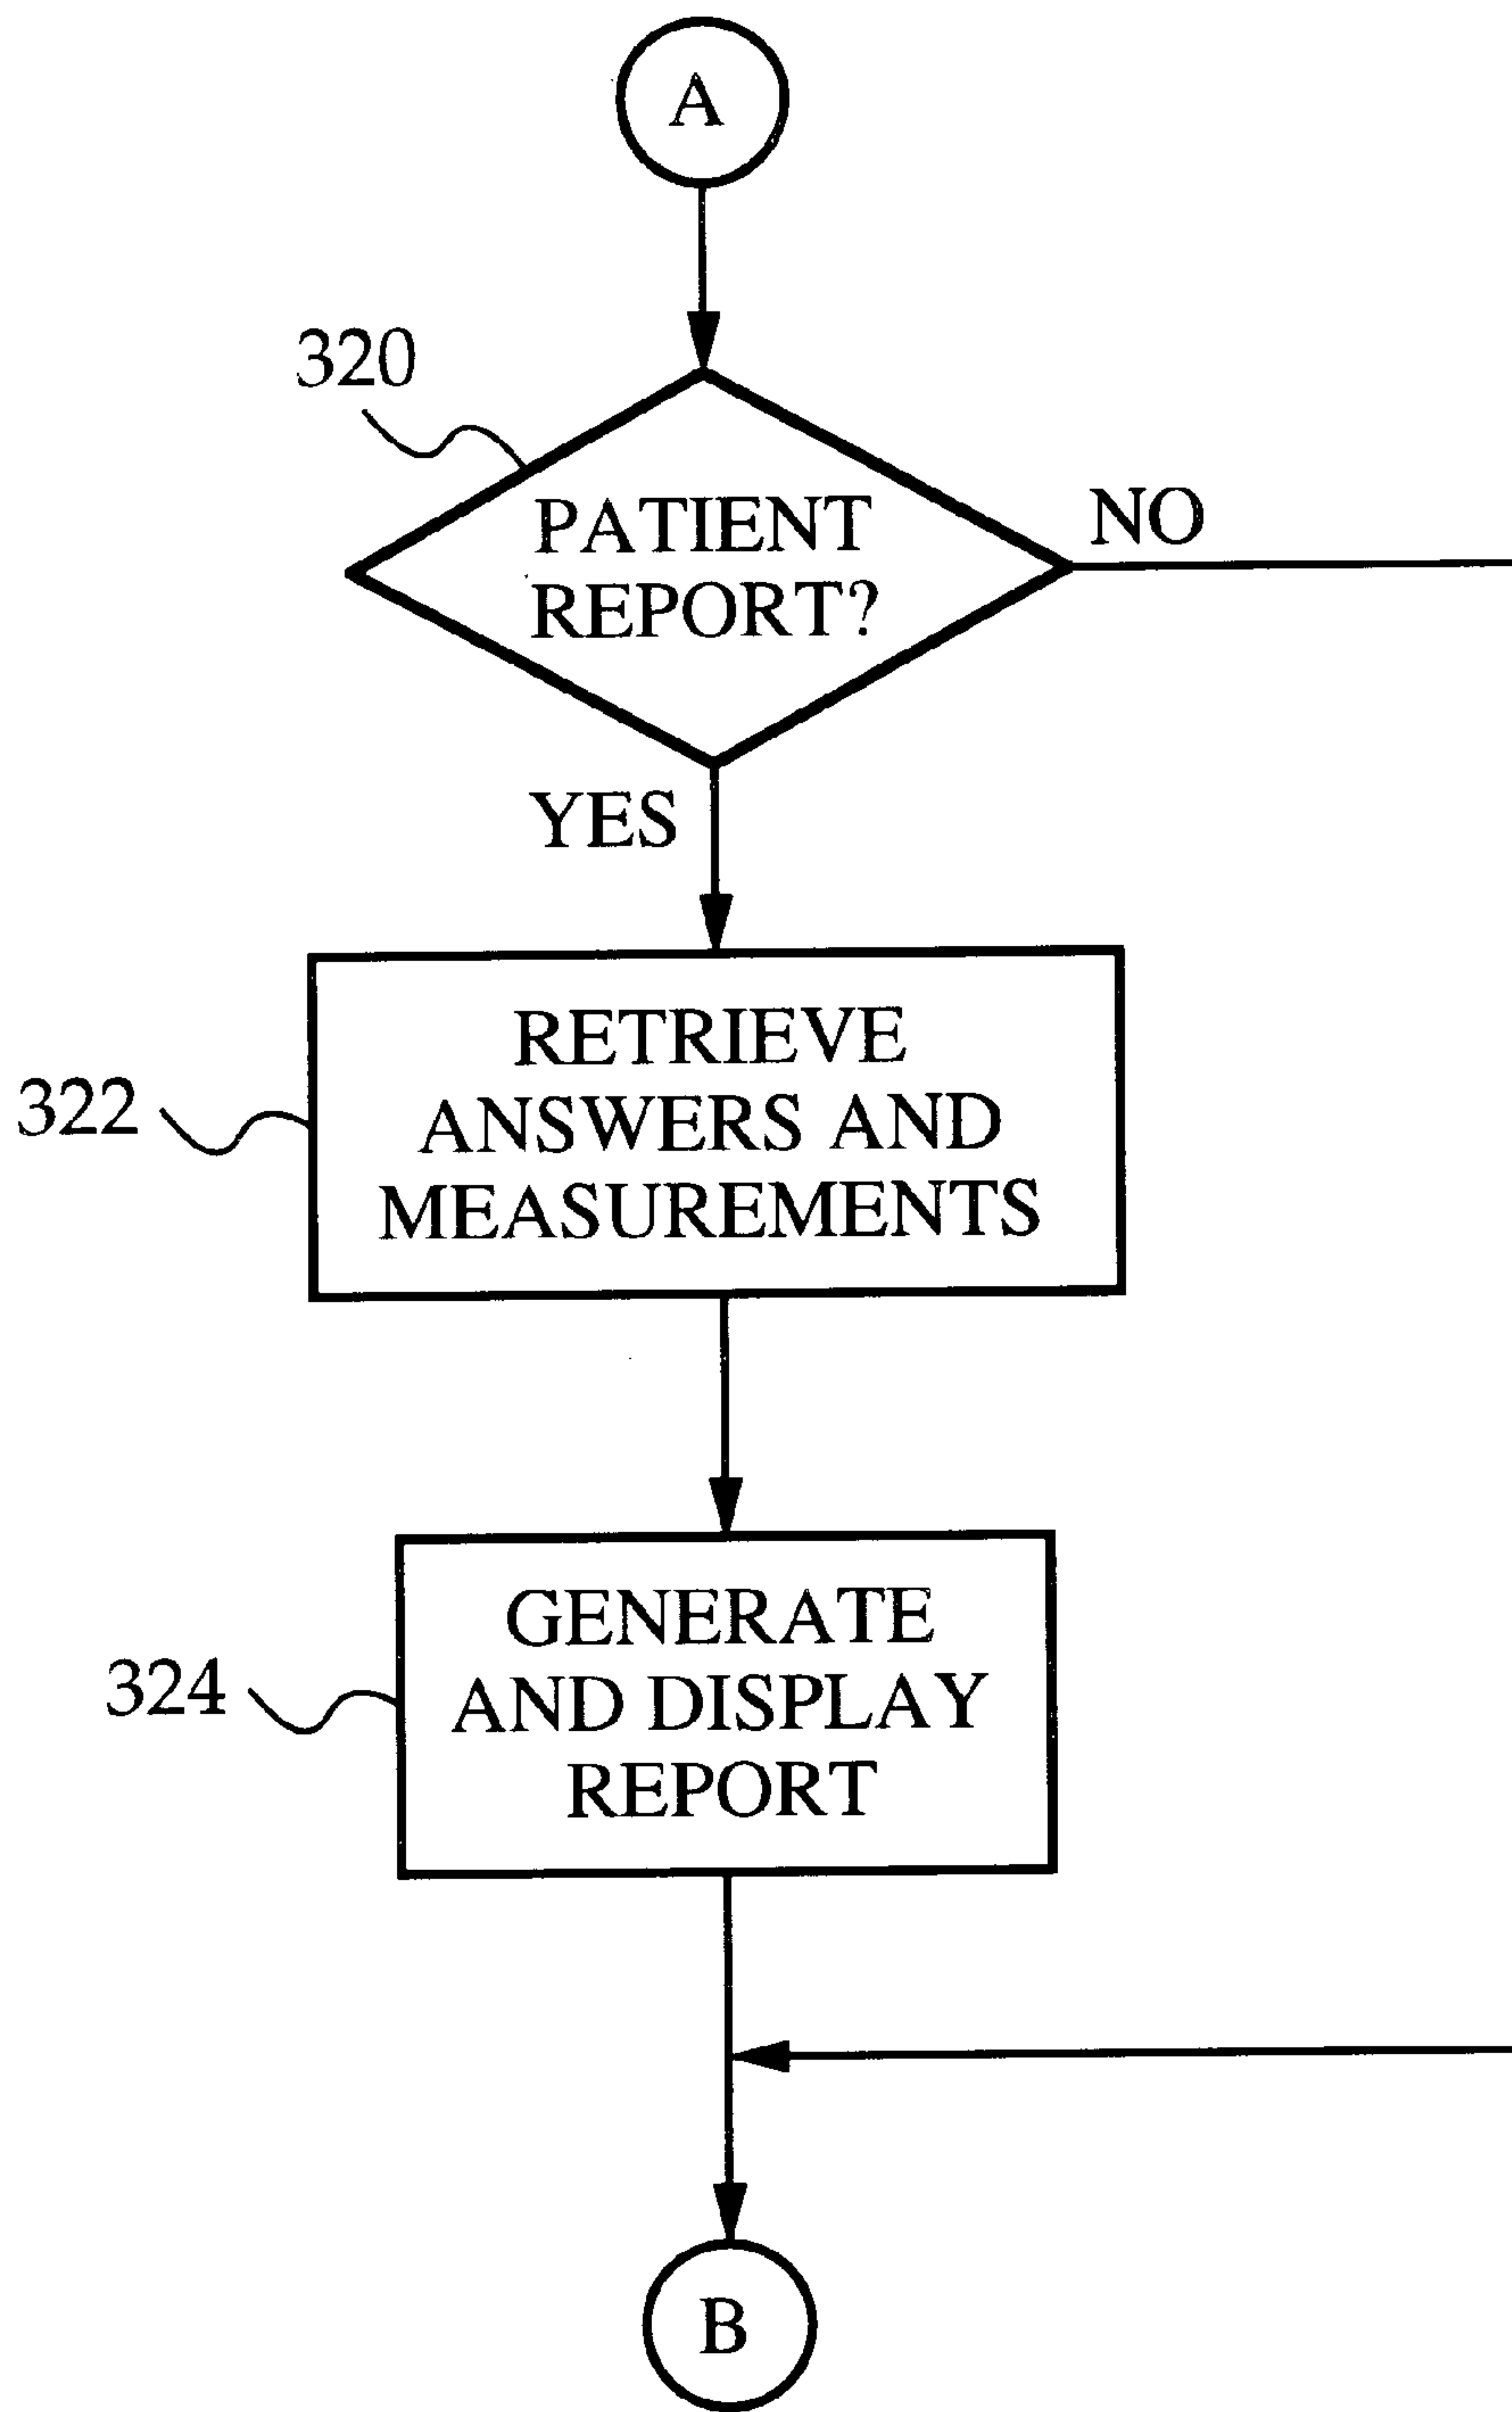 A
320
PATIENT
REPORT?
NO
YES
322
RETRIEVE
ANSWERS AND
MEASUREMENTS
324
GENERATE
AND DISPLAY
REPORT
B